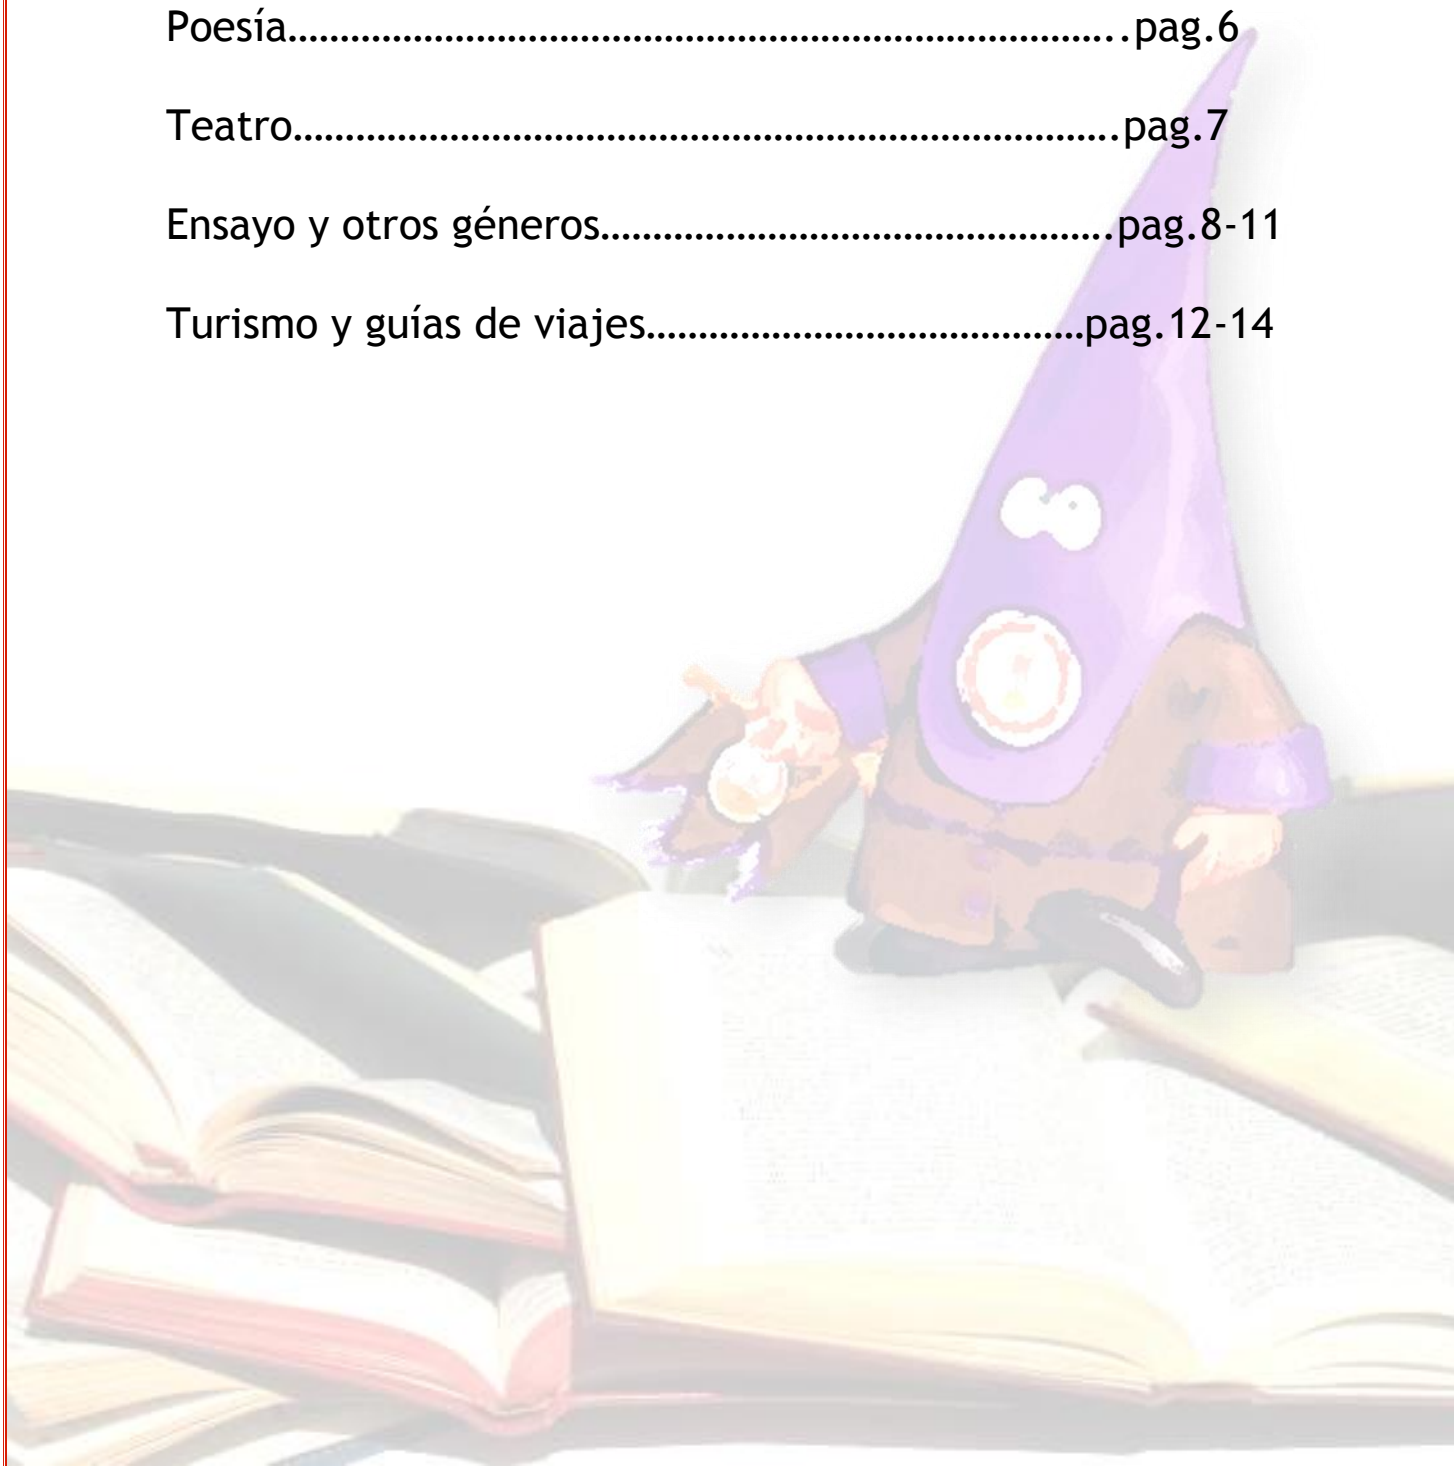 Poesía……………………………………………………………………..pag.6
Teatro…………………………………………………………………….pag.7
Ensayo y otros géneros………………………………………….pag.8-11
Turismo y guías de viajes……………………………………pag.12-14